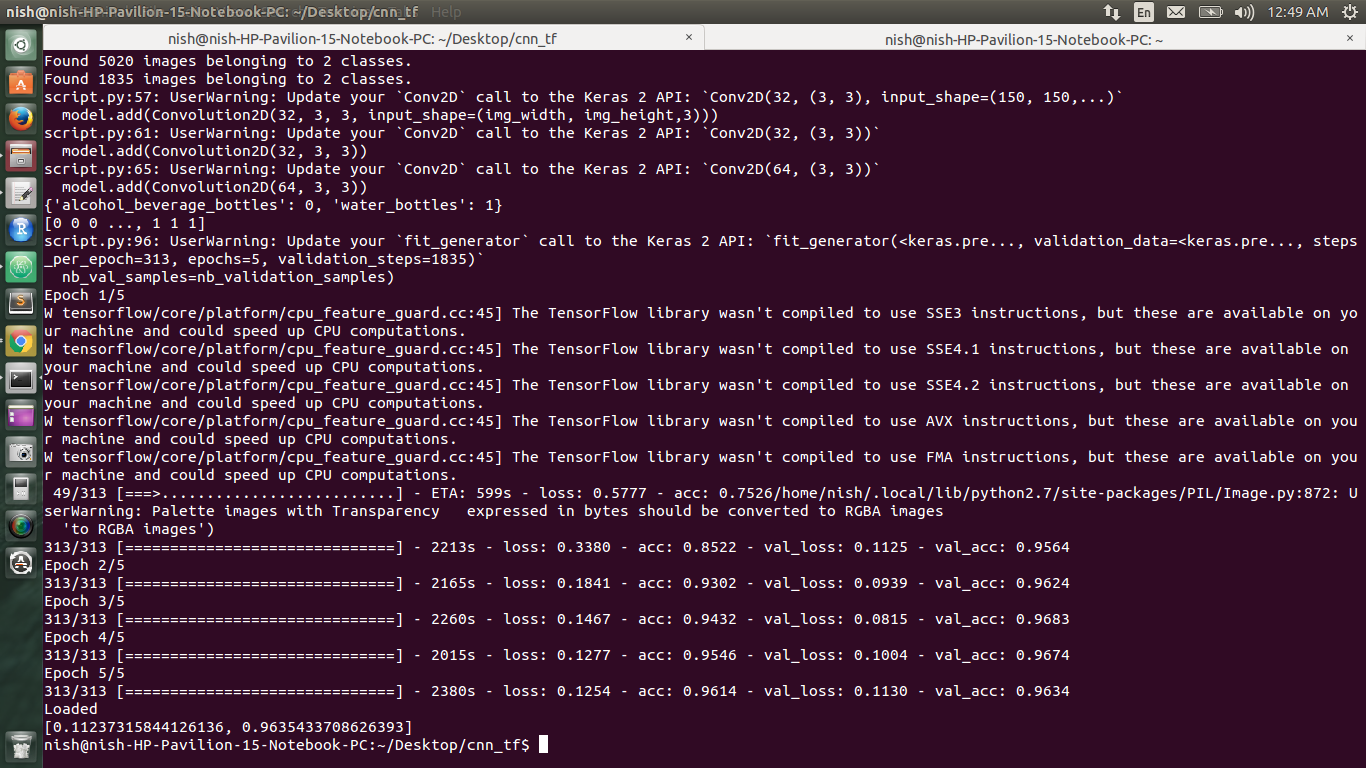 nish@nish-HP-Pavilion-15-Notebook-PC: ~/Desktop/cnn_tf Help
En 12:49 AM
nish@nish-HP-Pavilion-15-Notebook-PC: ~/Desktop/cnn_tf × nish@nish-HP-Pavilion-15-Notebook-PC: ~ ×
Found 5020 images belonging to 2 classes.
Found 1835 images belonging to 2 classes.
script.py:57: UserWarning: Update your `Conv2D` call to the Keras 2 API: `Conv2D(32, (3, 3), input_shape=(150, 150,...)`
  model.add(Convolution2D(32, 3, 3, input_shape=(img_width, img_height,3)))
script.py:61: UserWarning: Update your `Conv2D` call to the Keras 2 API: `Conv2D(32, (3, 3))`
  model.add(Convolution2D(32, 3, 3))
script.py:65: UserWarning: Update your `Conv2D` call to the Keras 2 API: `Conv2D(64, (3, 3))`
  model.add(Convolution2D(64, 3, 3))
{'alcohol_beverage_bottles': 0, 'water_bottles': 1}
[0 0 0 ..., 1 1 1]
script.py:96: UserWarning: Update your `fit_generator` call to the Keras 2 API: `fit_generator(<keras.pre..., validation_data=<keras.pre..., steps
_per_epoch=313, epochs=5, validation_steps=1835)`
  nb_val_samples=nb_validation_samples)
Epoch 1/5
W tensorflow/core/platform/cpu_feature_guard.cc:45] The TensorFlow library wasn't compiled to use SSE3 instructions, but these are available on yo
ur machine and could speed up CPU computations.
W tensorflow/core/platform/cpu_feature_guard.cc:45] The TensorFlow library wasn't compiled to use SSE4.1 instructions, but these are available on
your machine and could speed up CPU computations.
W tensorflow/core/platform/cpu_feature_guard.cc:45] The TensorFlow library wasn't compiled to use SSE4.2 instructions, but these are available on
your machine and could speed up CPU computations.
W tensorflow/core/platform/cpu_feature_guard.cc:45] The TensorFlow library wasn't compiled to use AVX instructions, but these are available on you
r machine and could speed up CPU computations.
W tensorflow/core/platform/cpu_feature_guard.cc:45] The TensorFlow library wasn't compiled to use FMA instructions, but these are available on you
r machine and could speed up CPU computations.
 49/313 [===>..........................] - ETA: 599s - loss: 0.5777 - acc: 0.7526/home/nish/.local/lib/python2.7/site-packages/PIL/Image.py:872: U
serWarning: Palette images with Transparency   expressed in bytes should be converted to RGBA images
  'to RGBA images')
313/313 [==============================] - 2213s - loss: 0.3380 - acc: 0.8522 - val_loss: 0.1125 - val_acc: 0.9564
Epoch 2/5
313/313 [==============================] - 2165s - loss: 0.1841 - acc: 0.9302 - val_loss: 0.0939 - val_acc: 0.9624
Epoch 3/5
313/313 [==============================] - 2260s - loss: 0.1467 - acc: 0.9432 - val_loss: 0.0815 - val_acc: 0.9683
Epoch 4/5
313/313 [==============================] - 2015s - loss: 0.1277 - acc: 0.9546 - val_loss: 0.1004 - val_acc: 0.9674
Epoch 5/5
313/313 [==============================] - 2380s - loss: 0.1254 - acc: 0.9614 - val_loss: 0.1130 - val_acc: 0.9634
Loaded
[0.11237315844126136, 0.9635433708626393]
nish@nish-HP-Pavilion-15-Notebook-PC:~/Desktop/cnn_tf$